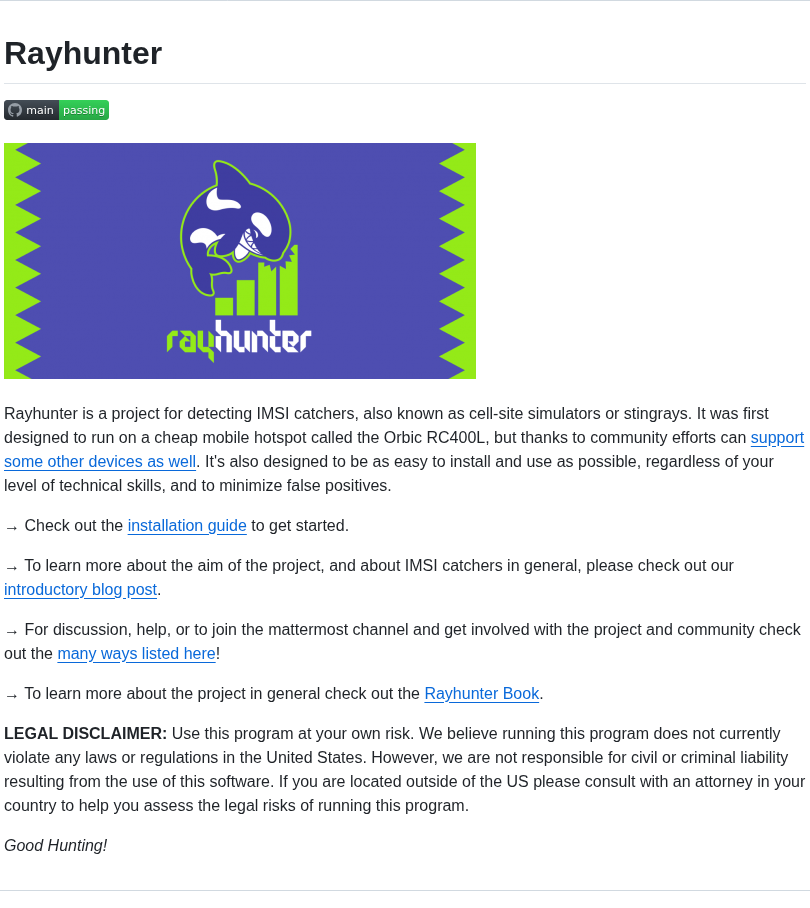 Rayhunter
main passing
rayhunter
Rayhunter is a project for detecting IMSI catchers, also known as cell-site simulators or stingrays. It was first
designed to run on a cheap mobile hotspot called the Orbic RC400L, but thanks to community efforts can support
some other devices as well. It's also designed to be as easy to install and use as possible, regardless of your
level of technical skills, and to minimize false positives.
→ Check out the installation guide to get started.
→ To learn more about the aim of the project, and about IMSI catchers in general, please check out our
introductory blog post.
→ For discussion, help, or to join the mattermost channel and get involved with the project and community check
out the many ways listed here!
→ To learn more about the project in general check out the Rayhunter Book.
LEGAL DISCLAIMER: Use this program at your own risk. We believe running this program does not currently
violate any laws or regulations in the United States. However, we are not responsible for civil or criminal liability
resulting from the use of this software. If you are located outside of the US please consult with an attorney in your
country to help you assess the legal risks of running this program.
Good Hunting!